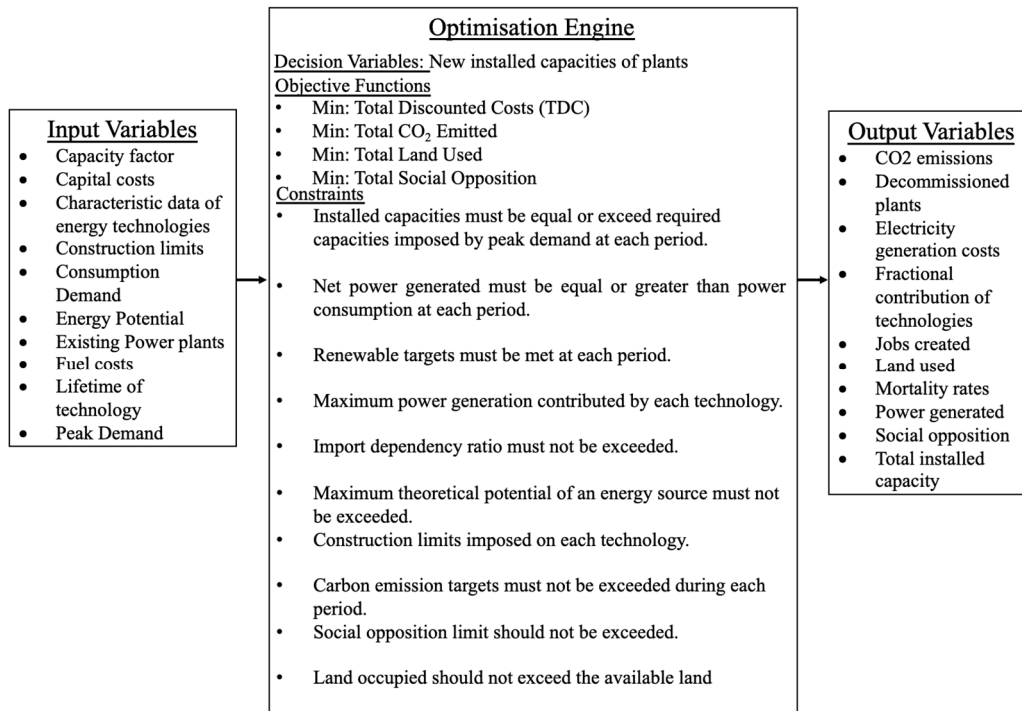 Input Variables
• Capacity factor
• Capital costs
• Characteristic data of
energy technologies
• Construction limits
• Consumption
Demand
• Energy Potential
• Existing Power plants
• Fuel costs
• Lifetime of
technology
• Peak Demand
Optimisation Engine
Decision Variables: New installed capacities of plants
Objective Functions
• Min: Total Discounted Costs (TDC)
• Min: Total CO₂ Emitted
• Min: Total Land Used
• Min: Total Social Opposition
Constraints
• Installed capacities must be equal or exceed required
capacities imposed by peak demand at each period.
• Net power generated must be equal or greater than power
consumption at each period.
• Renewable targets must be met at each period.
• Maximum power generation contributed by each technology.
• Import dependency ratio must not be exceeded.
• Maximum theoretical potential of an energy source must not
be exceeded.
• Construction limits imposed on each technology.
• Carbon emission targets must not be exceeded during each
period.
• Social opposition limit should not be exceeded.
• Land occupied should not exceed the available land
Output Variables
• CO2 emissions
• Decommissioned
plants
• Electricity
generation costs
• Fractional
contribution of
technologies
• Jobs created
• Land used
• Mortality rates
• Power generated
• Social opposition
• Total installed
capacity